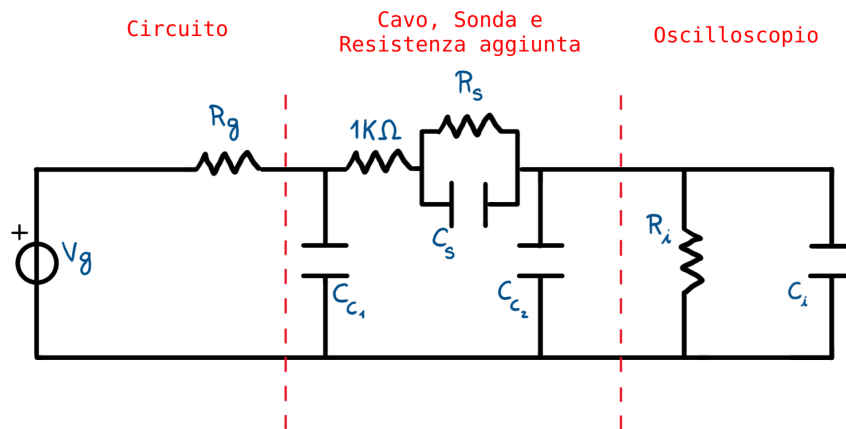 Circuito
Cavo, Sonda e
Resistenza aggiunta
Oscilloscopio
Rg
1KΩ
Rs
Cs
+
Vg
Cc1
Cc2
Ri
Ci